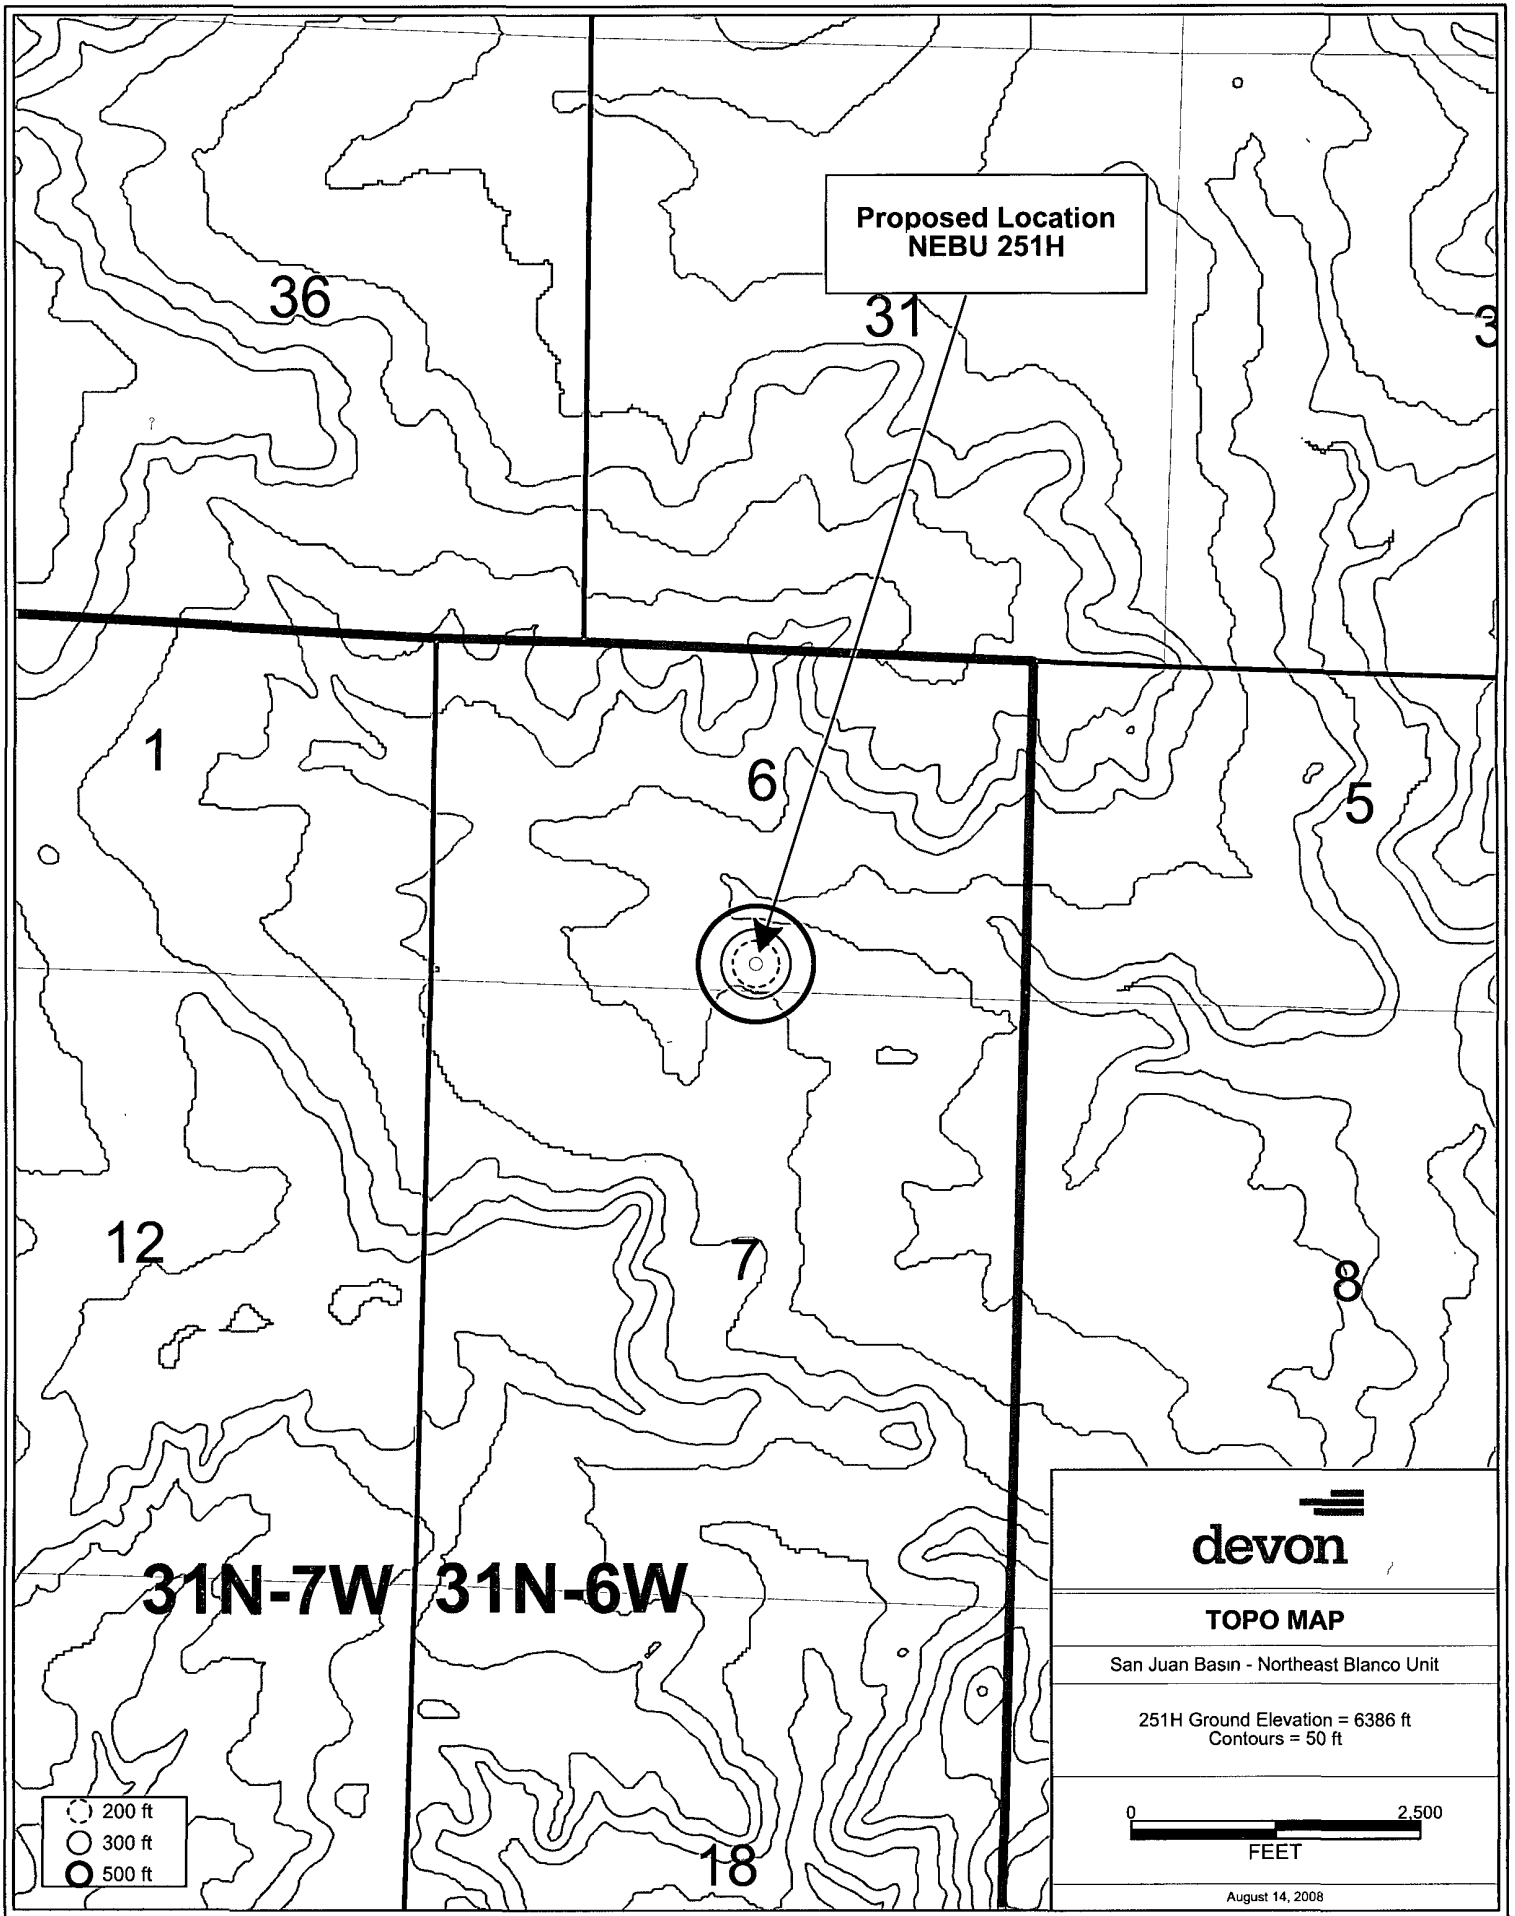 Proposed Location
NEBU 251H
36
31
3
1
6
5
12
7
8
31N-7W
31N-6W
18
devon
TOPO MAP
San Juan Basin - Northeast Blanco Unit
251H Ground Elevation = 6386 ft
Contours = 50 ft
0
2,500
FEET
August 14, 2008
200 ft
300 ft
500 ft